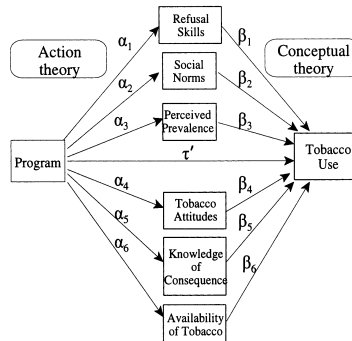 Refusal
Skills
Action
theory
Conceptual
theory
α1
β1
Social
Norms
α2
β2
Perceived
Prevalence
α3
β3
Program
τ′
Tobacco
Use
α4
β4
Tobacco
Attitudes
α5
β5
Knowledge
of
Consequence
α6
β6
Availability
of Tobacco